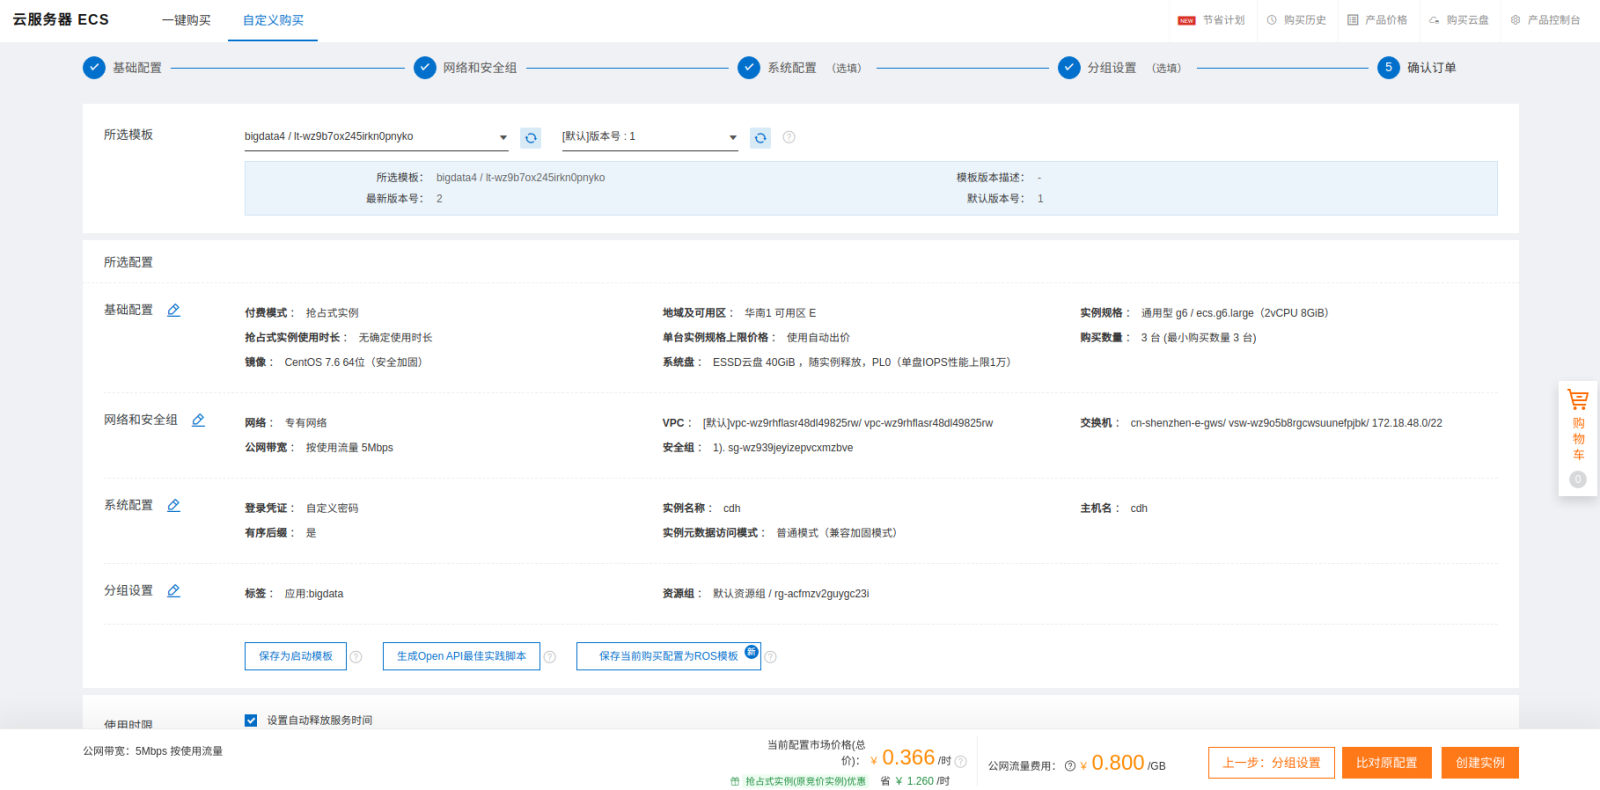 云服务器 ECS 一键购买 自定义购买 NEW 节省计划 购买历史 产品价格 购买云盘 产品控制台
基础配置 网络和安全组 系统配置 （选填） 分组设置 （选填） 5 确认订单
所选模板 bigdata4 / lt-wz9b7ox245irkn0pnyko [默认]版本号 : 1 ?
所选模板： bigdata4 / lt-wz9b7ox245irkn0pnyko 模板版本描述： -
最新版本号： 2 默认版本号： 1
所选配置
基础配置 付费模式： 抢占式实例 地域及可用区： 华南1 可用区 E 实例规格： 通用型 g6 / ecs.g6.large（2vCPU 8GiB）
抢占式实例使用时长： 无确定使用时长 单台实例规格上限价格： 使用自动出价 购买数量： 3 台 (最小购买数量 3 台)
镜像： CentOS 7.6 64位（安全加固） 系统盘： ESSD云盘 40GiB ，随实例释放，PL0（单盘IOPS性能上限1万）
网络和安全组 网络： 专有网络 VPC： [默认]vpc-wz9rhflasr48dl49825rw/ vpc-wz9rhflasr48dl49825rw 交换机： cn-shenzhen-e-gws/ vsw-wz9o5b8rgcwsuunefpjbk/ 172.18.48.0/22
公网带宽： 按使用流量 5Mbps 安全组： 1). sg-wz939jeyizepvcxmzbve
系统配置 登录凭证： 自定义密码 实例名称： cdh 主机名： cdh
有序后缀： 是 实例元数据访问模式： 普通模式（兼容加固模式）
分组设置 标签： 应用:bigdata 资源组： 默认资源组 / rg-acfmzv2guygc23i
保存为启动模板 ? 生成Open API最佳实践脚本 ? 保存当前购买配置为ROS模板 新 ?
购
物
车
0
使用时限 设置自动释放服务时间
公网带宽：5Mbps 按使用流量
当前配置市场价格(总
价)： ¥ 0.366 /时 ?
抢占式实例(原竞价实例)优惠 省 ¥ 1.260 /时
公网流量费用： ? ¥ 0.800 /GB
上一步：分组设置 比对原配置 创建实例